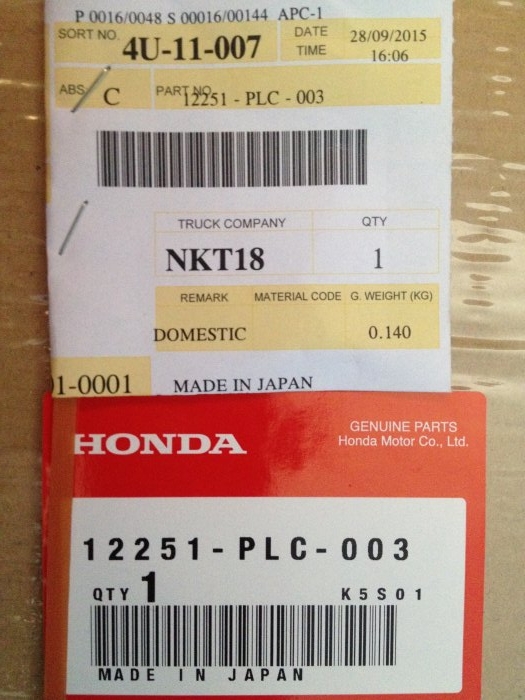 P 0016/0048 S 00016/00144 APC-1
SORT NO. 4U-11-007 DATE TIME 28/09/2015 16:06
ABS C PART NO. 12251 - PLC - 003
TRUCK COMPANY QTY
NKT18 1
REMARK MATERIAL CODE G. WEIGHT (KG)
DOMESTIC 0.140
01-0001 MADE IN JAPAN
HONDA
GENUINE PARTS
Honda Motor Co., Ltd.
12251-PLC-003
QTY 1 K5S01
MADE IN JAPAN